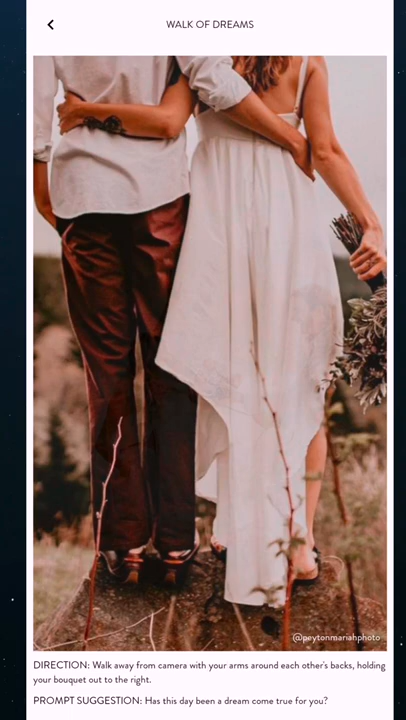 WALK OF DREAMS
@peytonmariahphoto
DIRECTION: Walk away from camera with your arms around each other's backs, holding
your bouquet out to the right.
PROMPT SUGGESTION: Has this day been a dream come true for you?